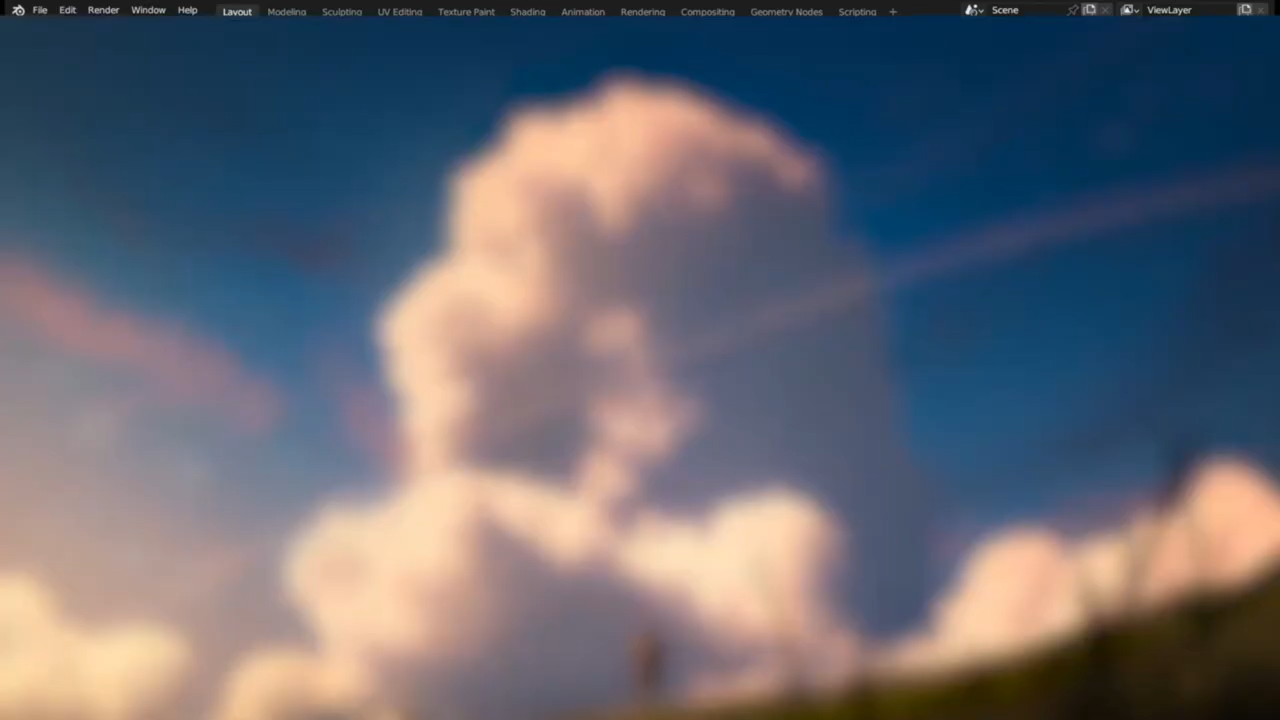 File Edit Render Window Help Layout Modeling Sculpting UV Editing Texture Paint Shading Animation Rendering Compositing Geometry Nodes Scripting + Scene ViewLayer